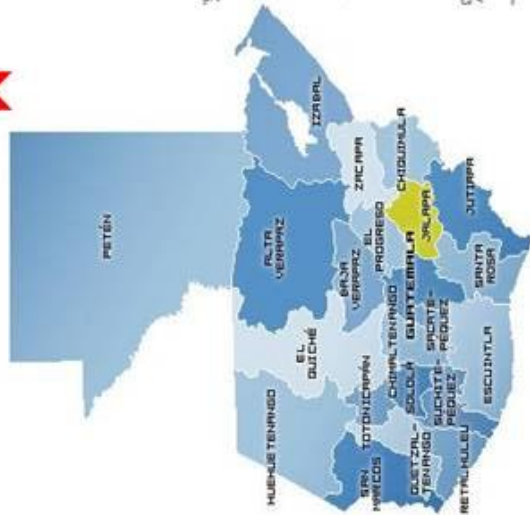 PETÉN
IZABAL
ALTA
VERAPAZ
EL
QUICHÉ
HUEHUETENANGO
ZACAPA
BAJA
VERAPAZ
EL
PROGRESO
CHIQUIMULA
JALAPA
GUATEMALA
CHIMALTENANGO
TOTONICAPÁN
SAN
MARCOS
QUETZAL-
TENANGO
SOLOLÁ
SACATE-
PEQUEZ
SUCHITE-
PEQUEZ
RETALHULEU
ESCUINTLA
SANTA
ROSA
JUTIAPA